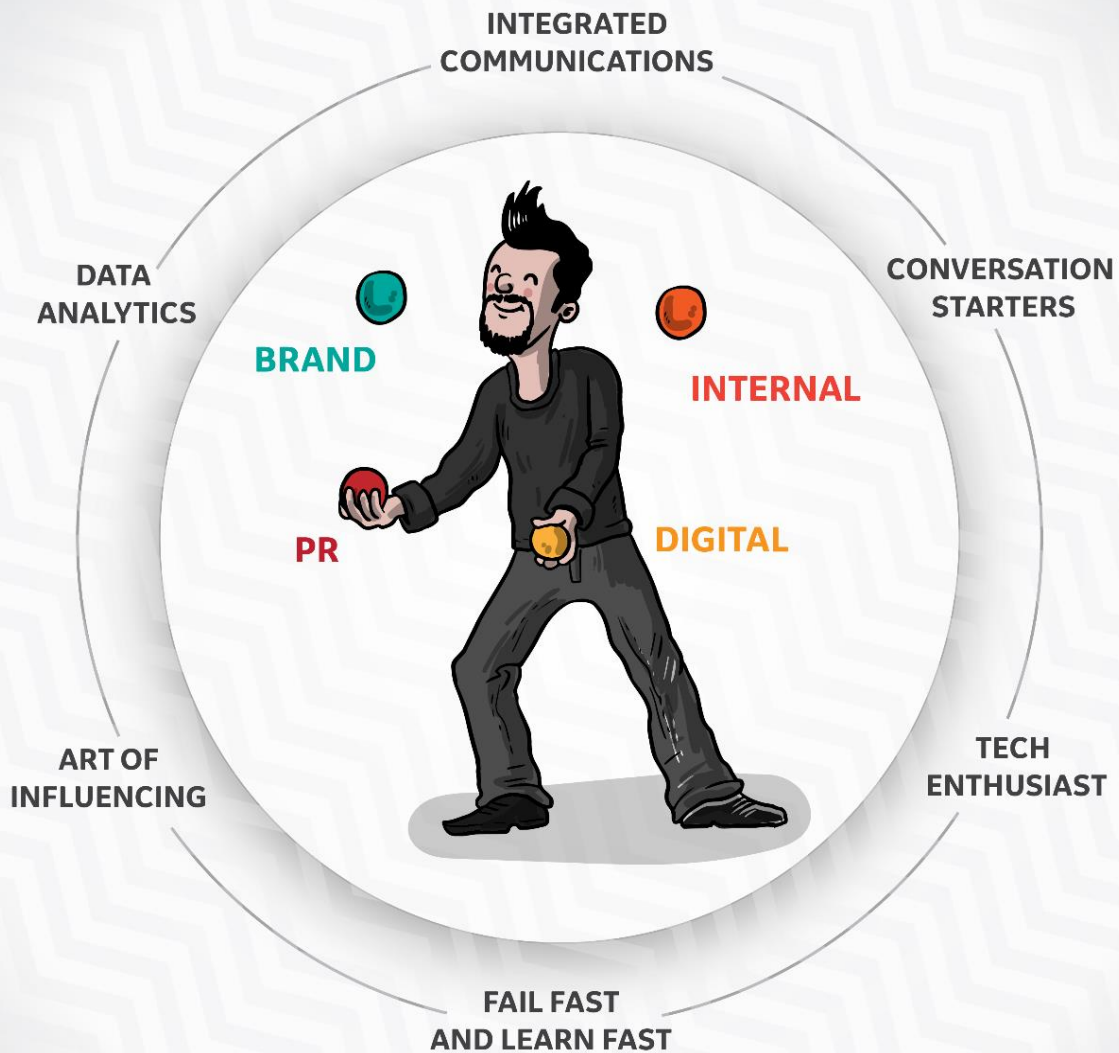 INTEGRATED
COMMUNICATIONS
CONVERSATION
STARTERS
DATA
ANALYTICS
BRAND
INTERNAL
PR
DIGITAL
TECH
ENTHUSIAST
ART OF
INFLUENCING
FAIL FAST
AND LEARN FAST